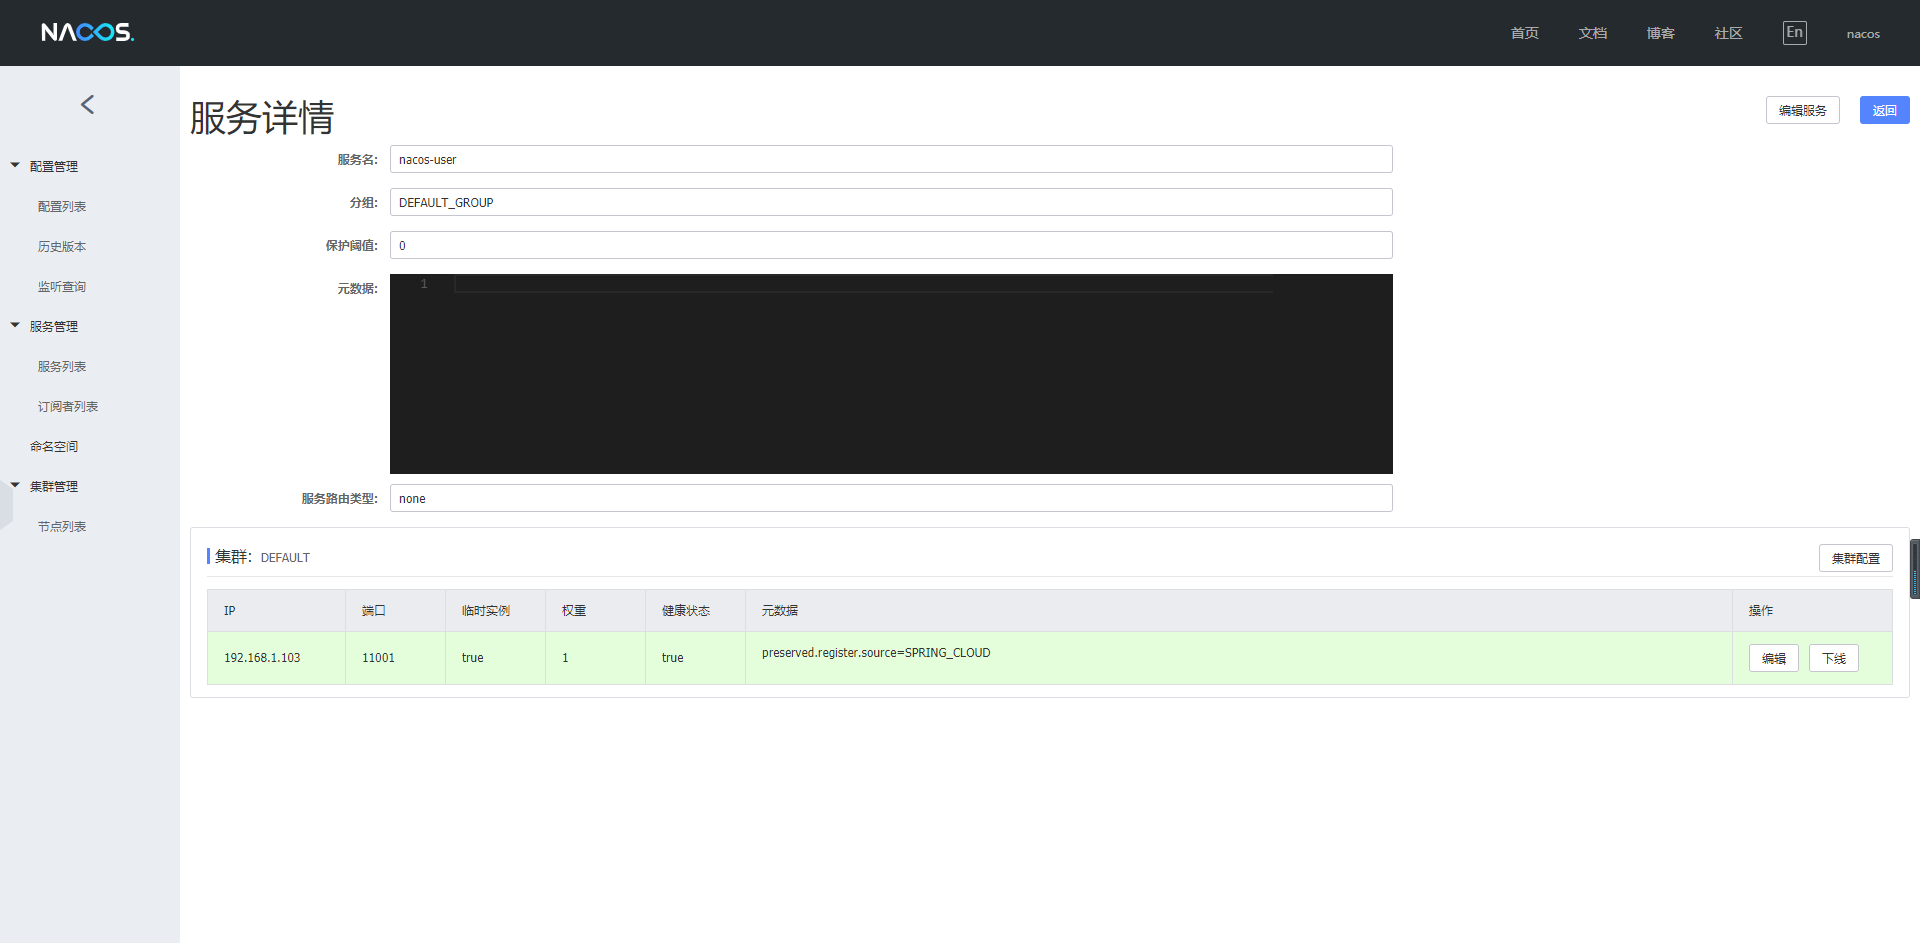 NACOS.
首页 文档 博客 社区 En nacos
服务详情
编辑服务 返回
配置管理
配置列表
历史版本
监听查询
服务管理
服务列表
订阅者列表
命名空间
集群管理
节点列表
服务名: nacos-user
分组: DEFAULT_GROUP
保护阈值: 0
元数据: 1
服务路由类型: none
集群: DEFAULT
集群配置
IP 端口 临时实例 权重 健康状态 元数据 操作
192.168.1.103 11001 true 1 true preserved.register.source=SPRING_CLOUD 编辑 下线